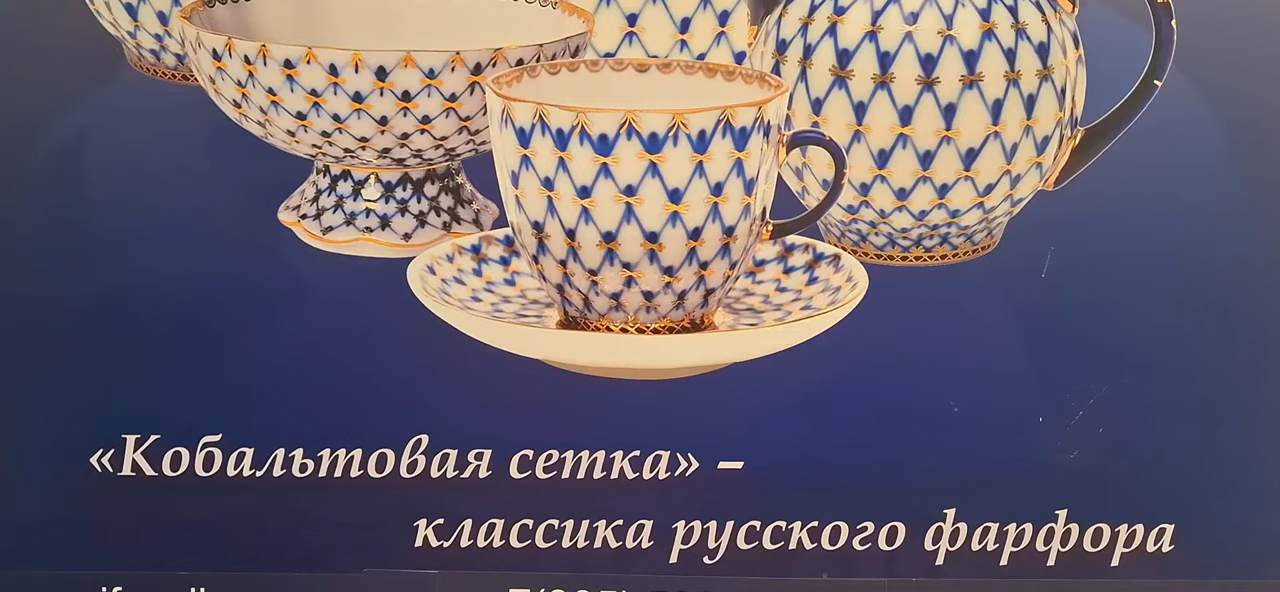 «Кобальтовая сетка» –
классика русского фарфора